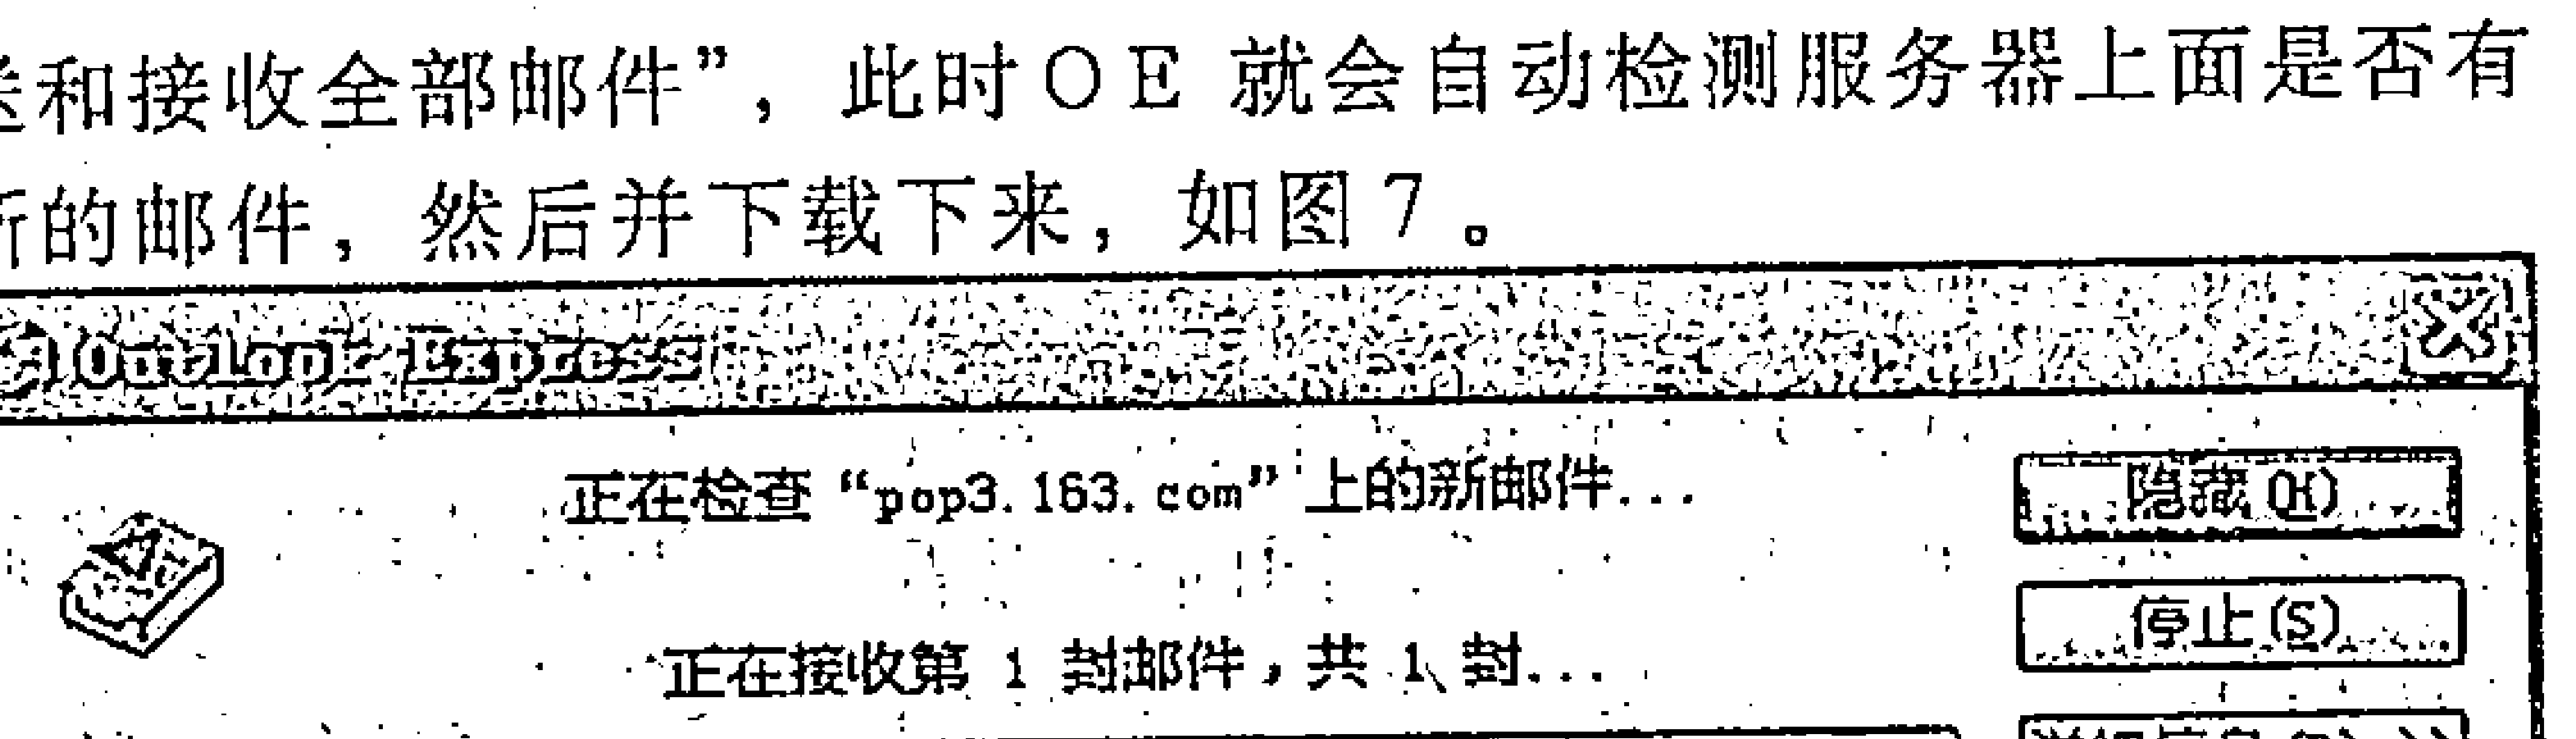 送和接收全部邮件”，此时OE 就会自动检测服务器上面是否有
新的邮件，然后并下载下来，如图7。
Outlook Express
正在检查“pop3.163.com”上的新邮件...
隐藏(H)
停止(S)
正在接收第 1 封邮件，共 1 封...